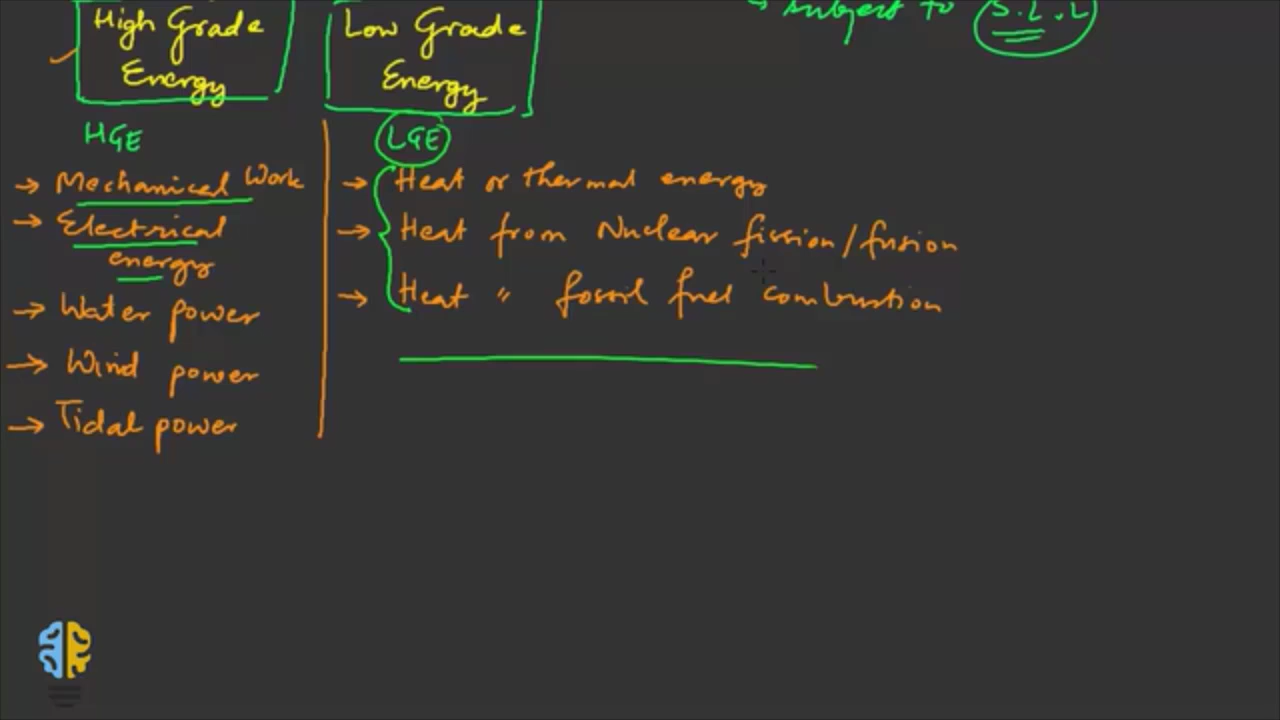 → subject to S.L.L
High Grade Energy
Low Grade Energy
HGE
LGE
→ Mechanical Work
→ Electrical energy
→ Water power
→ Wind power
→ Tidal power
→ Heat or thermal energy
→ Heat from Nuclear fission/fusion
→ Heat " fossil fuel combustion